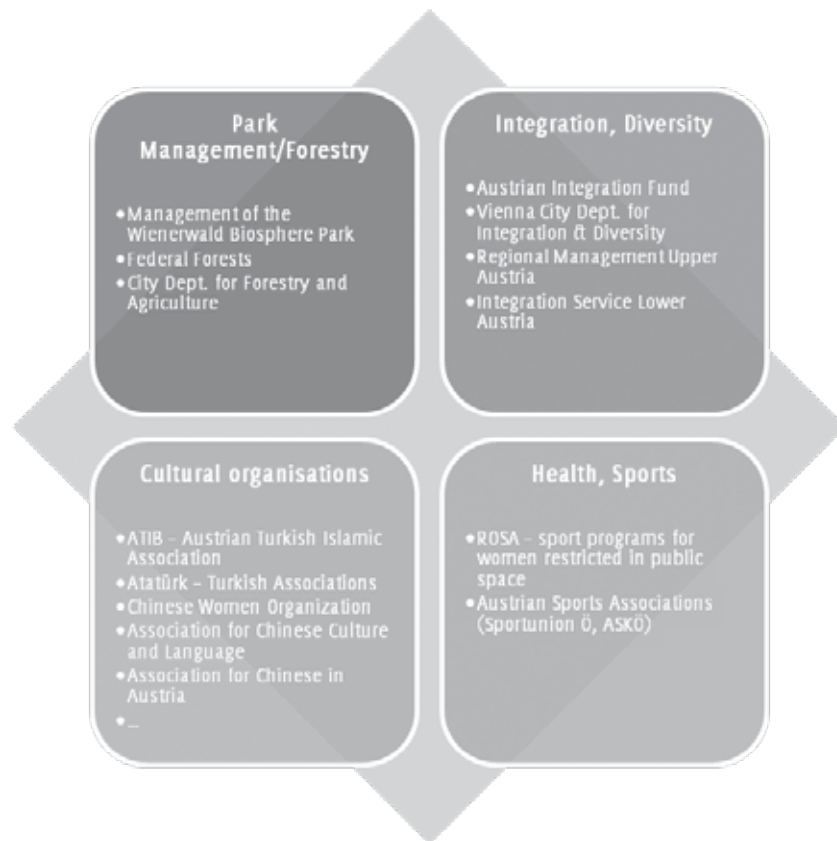 Park
Management/Forestry
•Management of the
Wienerwald Biosphere Park
•Federal Forests
•City Dept. for Forestry and
Agriculture
Integration, Diversity
•Austrian Integration Fund
•Vienna City Dept. for
Integration & Diversity
•Regional Management Upper
Austria
•Integration Service Lower
Austria
Cultural organisations
•ATIB – Austrian Turkish Islamic
Association
•Atatürk – Turkish Associations
•Chinese Women Organization
•Association for Chinese Culture
and Language
•Association for Chinese in
Austria
•...
Health, Sports
•ROSA – sport programs for
women restricted in public
space
•Austrian Sports Associations
(Sportunion Ö, ASKÖ)